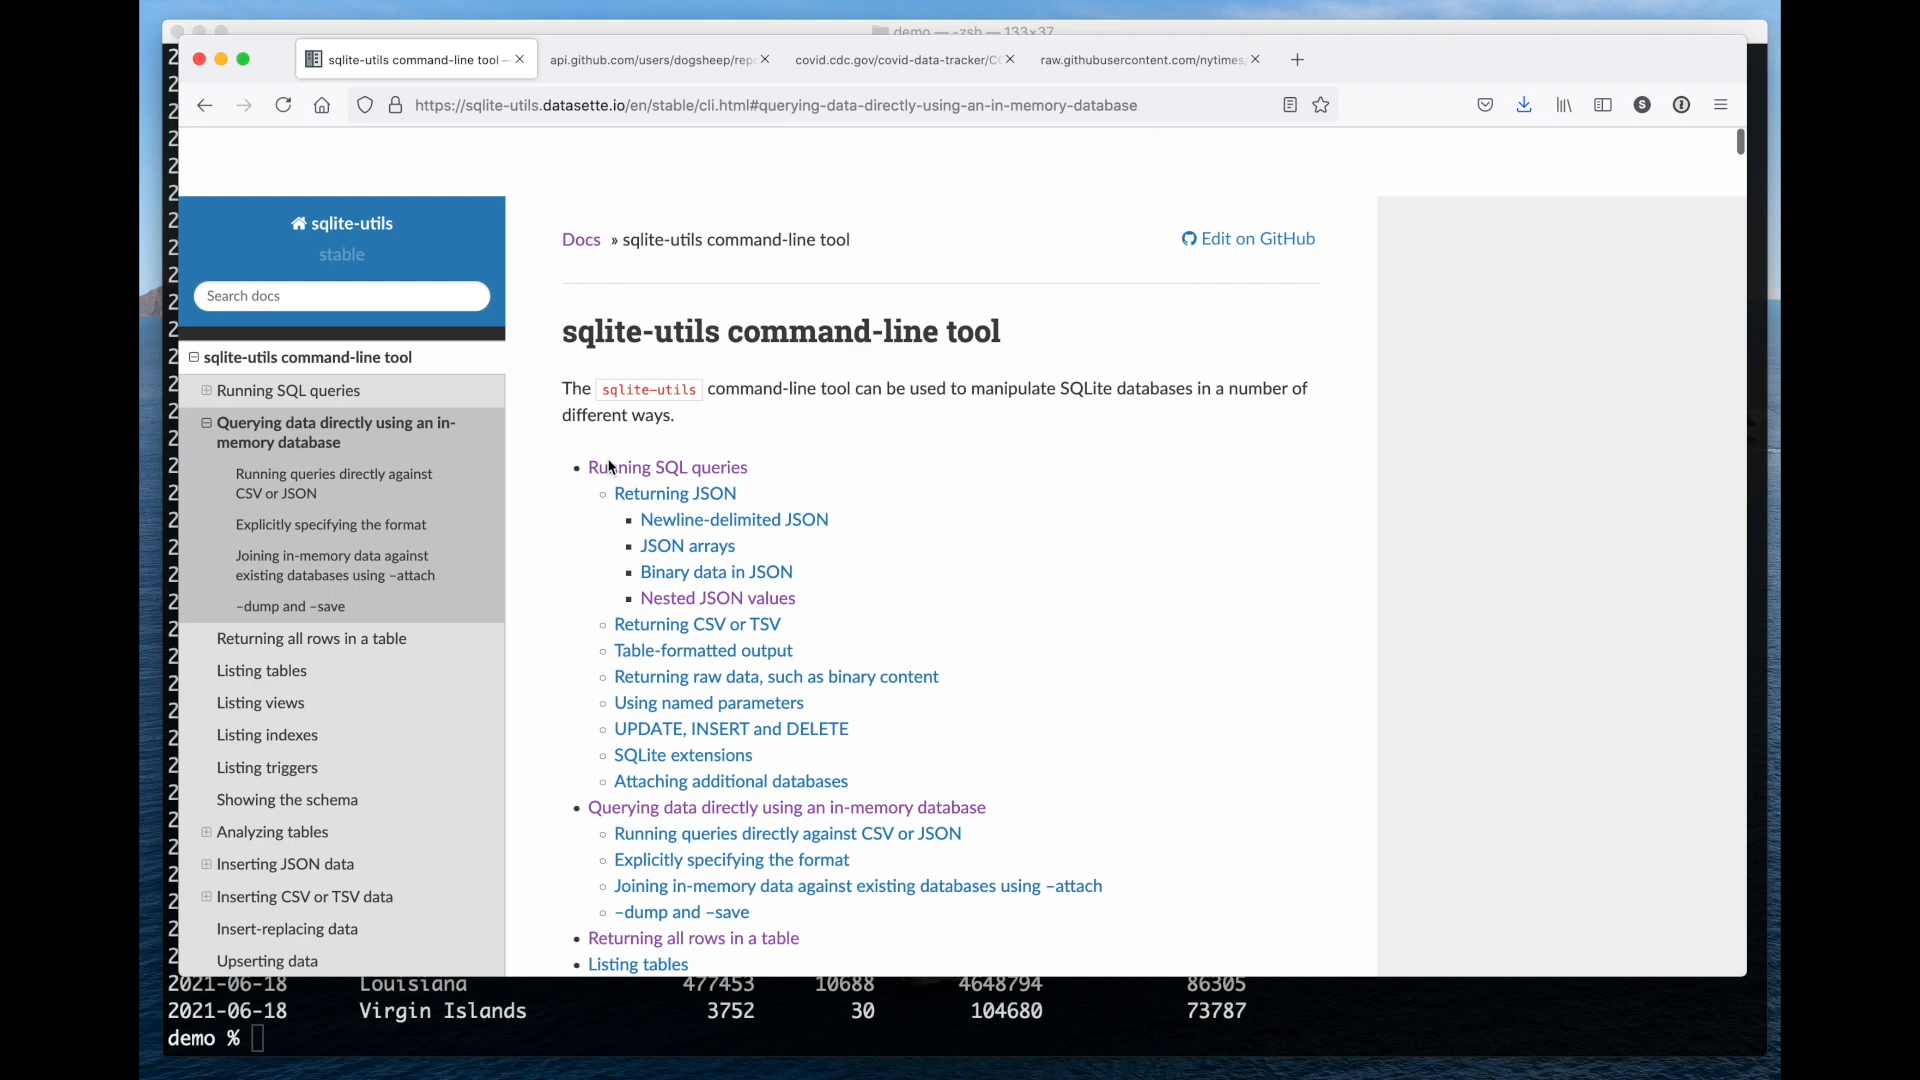 demo — -zsh — 133×37
sqlite-utils command-line tool —
api.github.com/users/dogsheep/repo
covid.cdc.gov/covid-data-tracker/CO
raw.githubusercontent.com/nytimes/
https://sqlite-utils.datasette.io/en/stable/cli.html#querying-data-directly-using-an-in-memory-database
S
sqlite-utils
stable
Search docs
sqlite-utils command-line tool
Running SQL queries
Querying data directly using an in-
memory database
Running queries directly against
CSV or JSON
Explicitly specifying the format
Joining in-memory data against
existing databases using –attach
–dump and –save
Returning all rows in a table
Listing tables
Listing views
Listing indexes
Listing triggers
Showing the schema
Analyzing tables
Inserting JSON data
Inserting CSV or TSV data
Insert-replacing data
Upserting data
Docs » sqlite-utils command-line tool
Edit on GitHub
sqlite-utils command-line tool
The sqlite-utils command-line tool can be used to manipulate SQLite databases in a number of
different ways.
• Running SQL queries
◦ Returning JSON
▪ Newline-delimited JSON
▪ JSON arrays
▪ Binary data in JSON
▪ Nested JSON values
◦ Returning CSV or TSV
◦ Table-formatted output
◦ Returning raw data, such as binary content
◦ Using named parameters
◦ UPDATE, INSERT and DELETE
◦ SQLite extensions
◦ Attaching additional databases
• Querying data directly using an in-memory database
◦ Running queries directly against CSV or JSON
◦ Explicitly specifying the format
◦ Joining in-memory data against existing databases using –attach
◦ –dump and –save
• Returning all rows in a table
• Listing tables
2021-06-18 Louisiana 477453 10688 4648794 86305
2021-06-18 Virgin Islands 3752 30 104680 73787
demo %